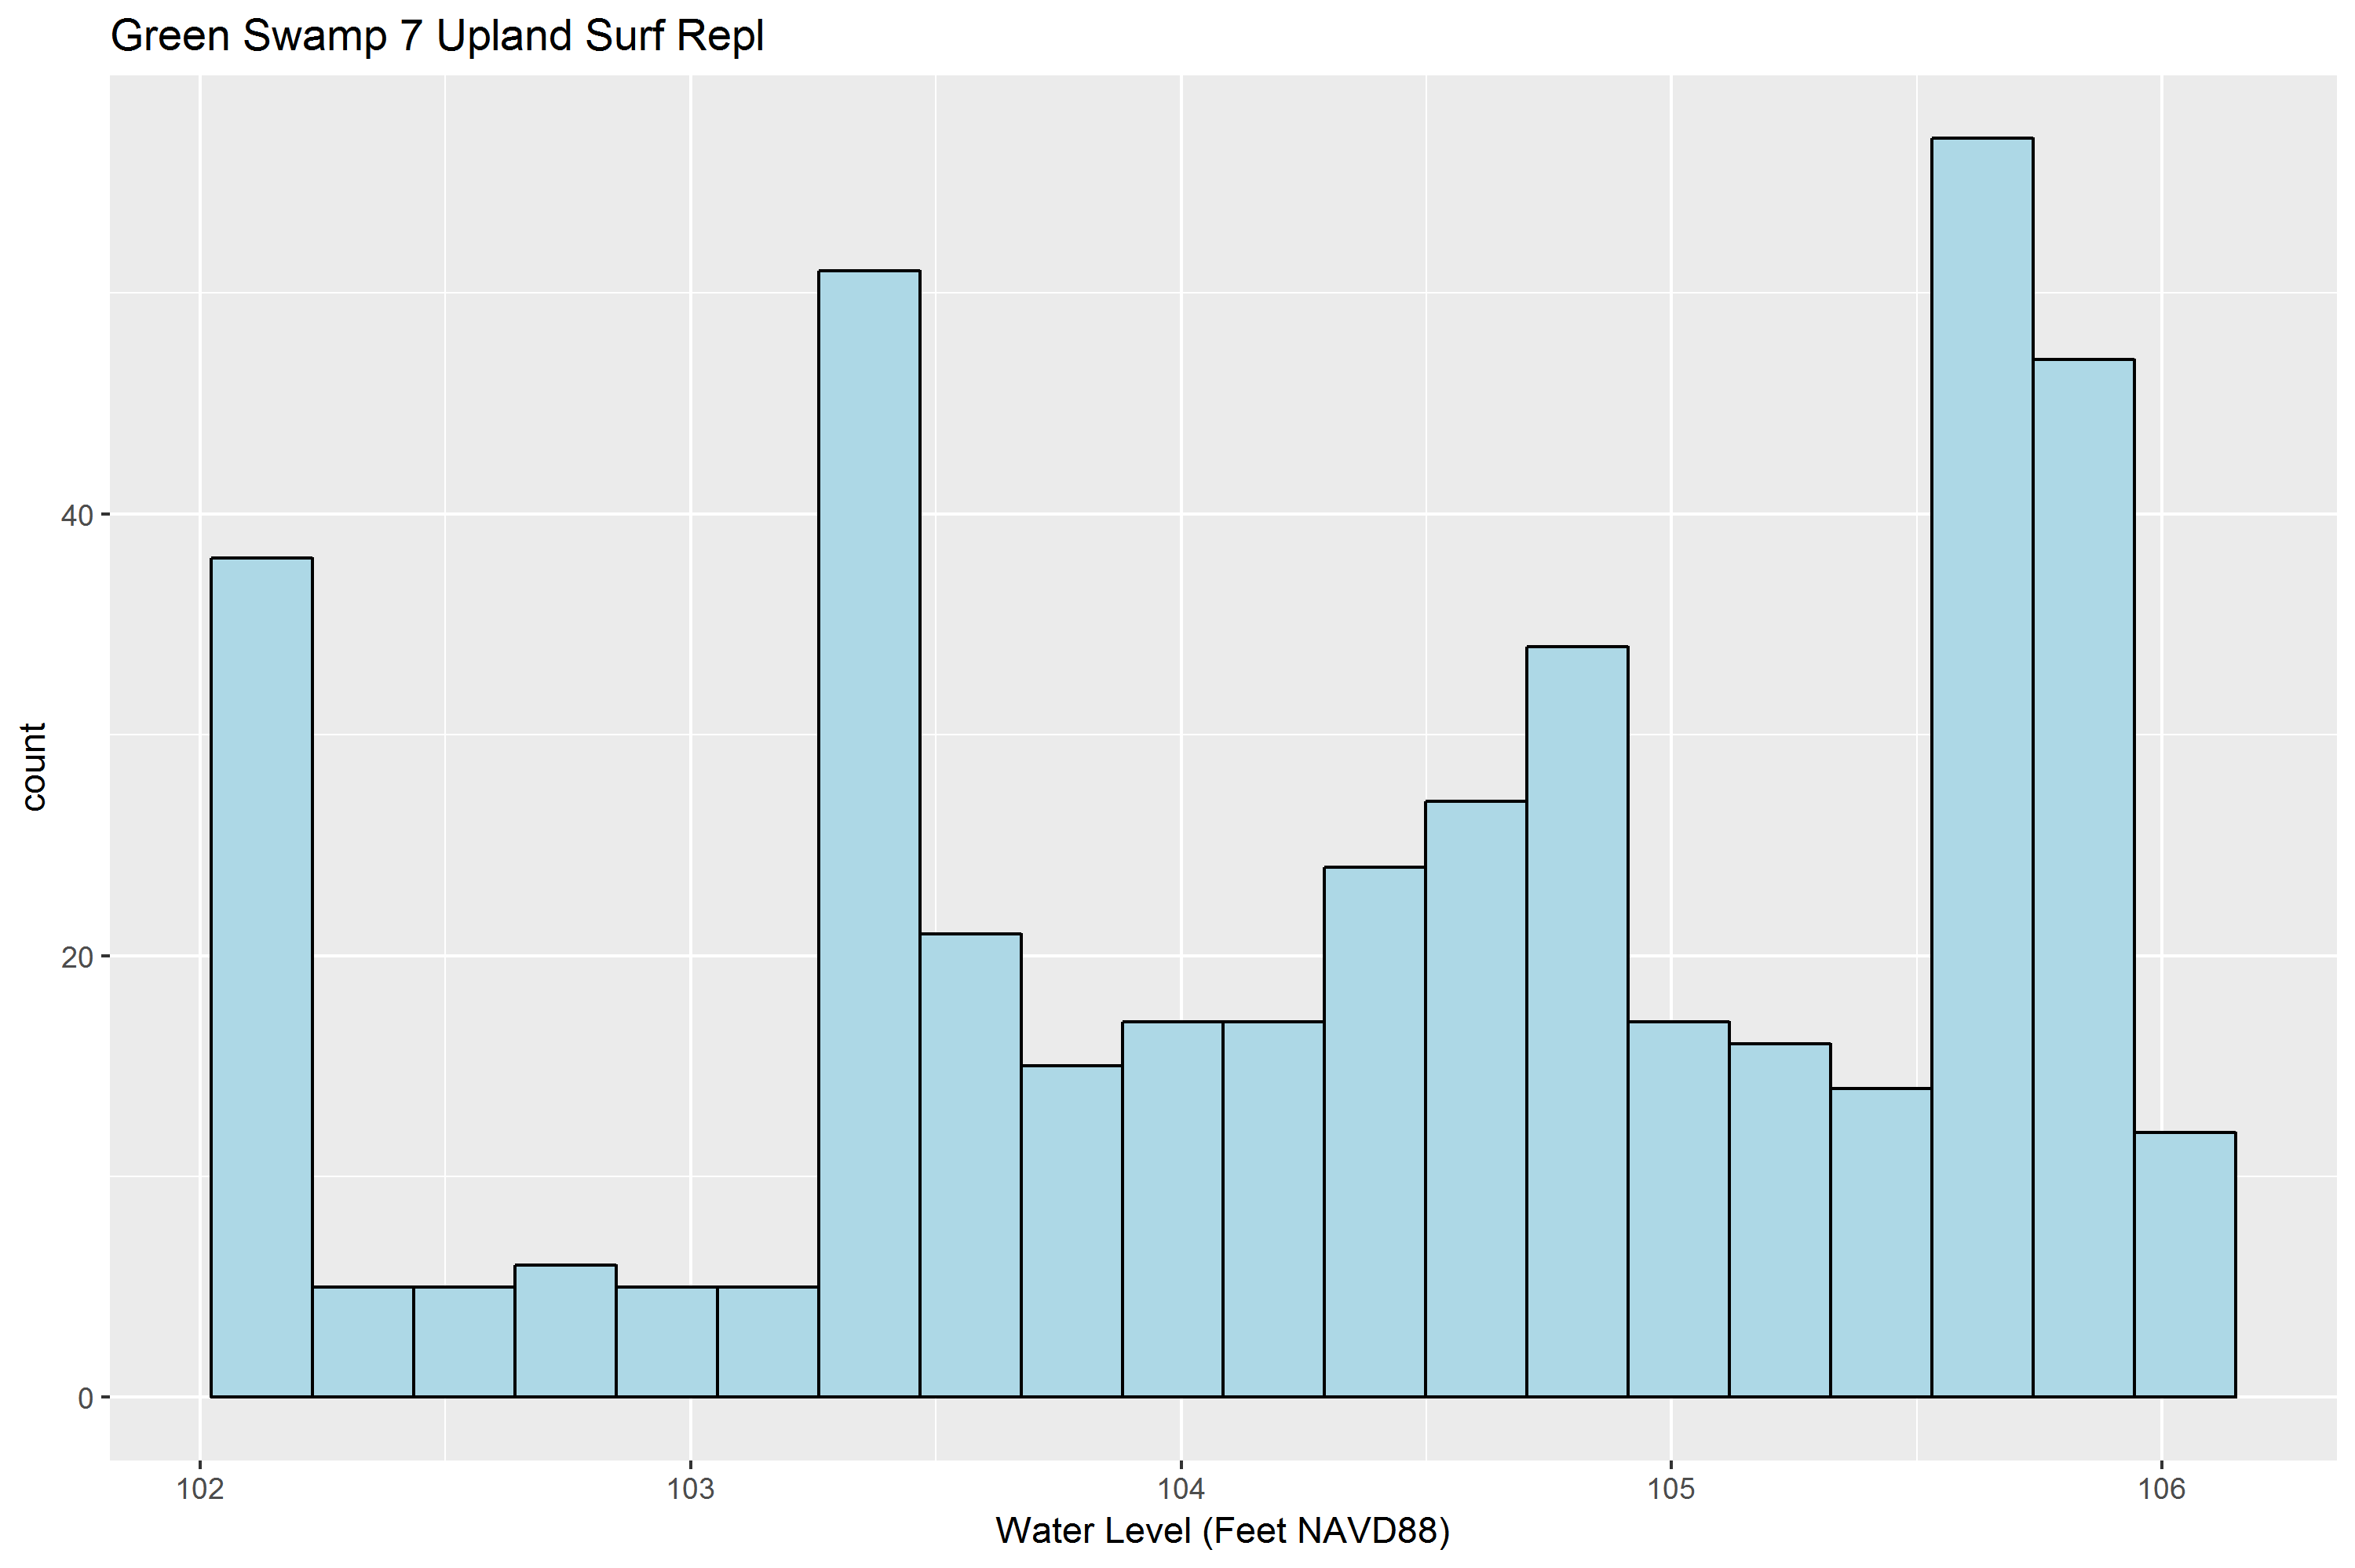 Green Swamp 7 Upland Surf Repl
count
40
20
0
102 103 104 105 106
Water Level (Feet NAVD88)